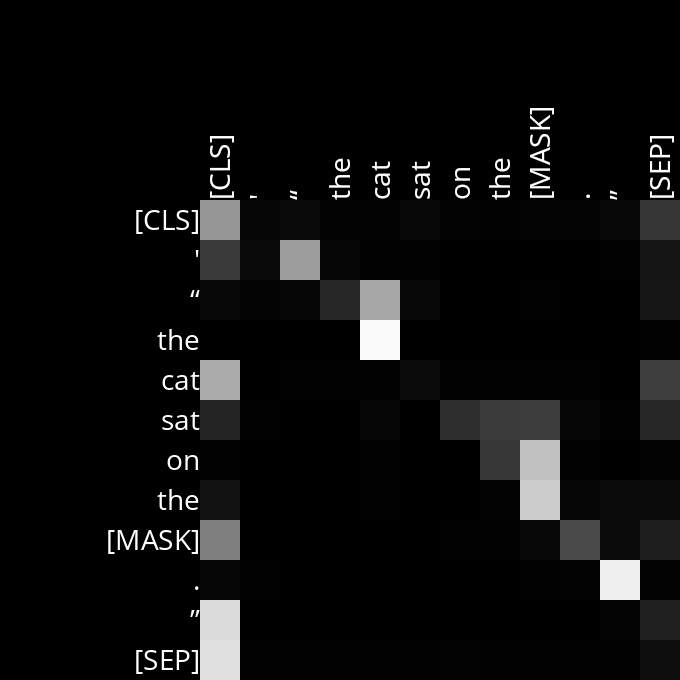 [CLS] ' “ the cat sat on the [MASK] . ” [SEP]
[CLS]
'
“
the
cat
sat
on
the
[MASK]
.
”
[SEP]